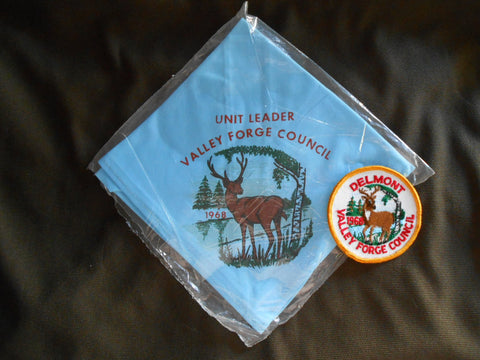 UNIT LEADER
VALLEY FORGE COUNCIL
1968
DELMONT
1968
VALLEY FORGE COUNCIL